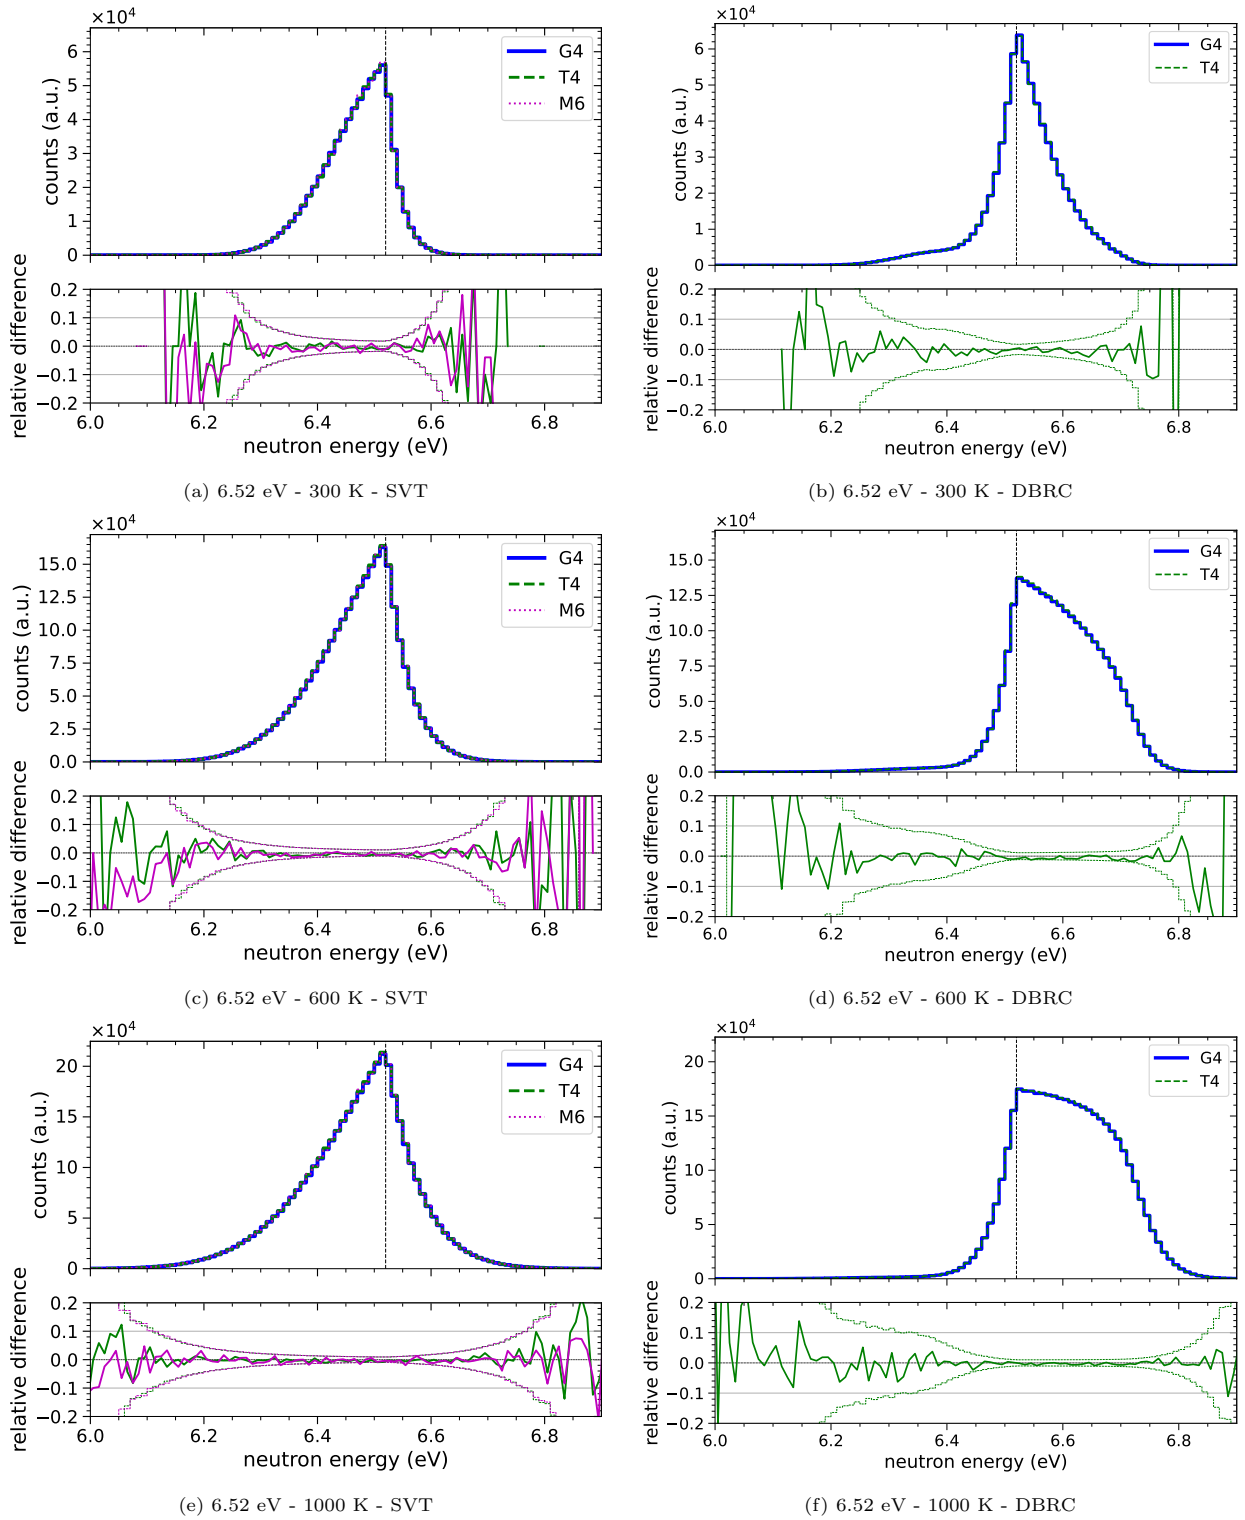 ×10⁴
counts (a.u.)
6
5
4
3
2
1
0
G4
T4
M6
relative difference
0.2
0.1
0.0
−0.1
−0.2
6.0 6.2 6.4 6.6 6.8
neutron energy (eV)
(a) 6.52 eV - 300 K - SVT
×10⁴
counts (a.u.)
6
5
4
3
2
1
0
G4
T4
relative difference
0.2
0.1
0.0
−0.1
−0.2
6.0 6.2 6.4 6.6 6.8
neutron energy (eV)
(b) 6.52 eV - 300 K - DBRC
×10⁴
counts (a.u.)
15.0
12.5
10.0
7.5
5.0
2.5
0.0
G4
T4
M6
relative difference
0.2
0.1
0.0
−0.1
−0.2
6.0 6.2 6.4 6.6 6.8
neutron energy (eV)
(c) 6.52 eV - 600 K - SVT
×10⁴
counts (a.u.)
15.0
12.5
10.0
7.5
5.0
2.5
0.0
G4
T4
relative difference
0.2
0.1
0.0
−0.1
−0.2
6.0 6.2 6.4 6.6 6.8
neutron energy (eV)
(d) 6.52 eV - 600 K - DBRC
×10⁴
counts (a.u.)
20
15
10
5
0
G4
T4
M6
relative difference
0.2
0.1
0.0
−0.1
−0.2
6.0 6.2 6.4 6.6 6.8
neutron energy (eV)
(e) 6.52 eV - 1000 K - SVT
×10⁴
counts (a.u.)
20
15
10
5
0
G4
T4
relative difference
0.2
0.1
0.0
−0.1
−0.2
6.0 6.2 6.4 6.6 6.8
neutron energy (eV)
(f) 6.52 eV - 1000 K - DBRC